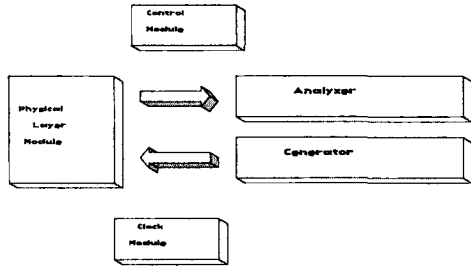 Control
Module
Analyzer
Physical
Layer
Module
Generator
Clock
Module